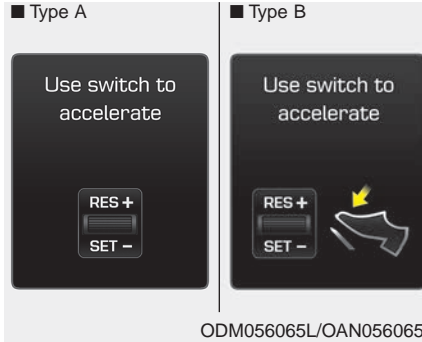 ■ Type A
Use switch to
accelerate
RES +
SET –
■ Type B
Use switch to
accelerate
RES +
SET –
ODM056065L/OAN056065